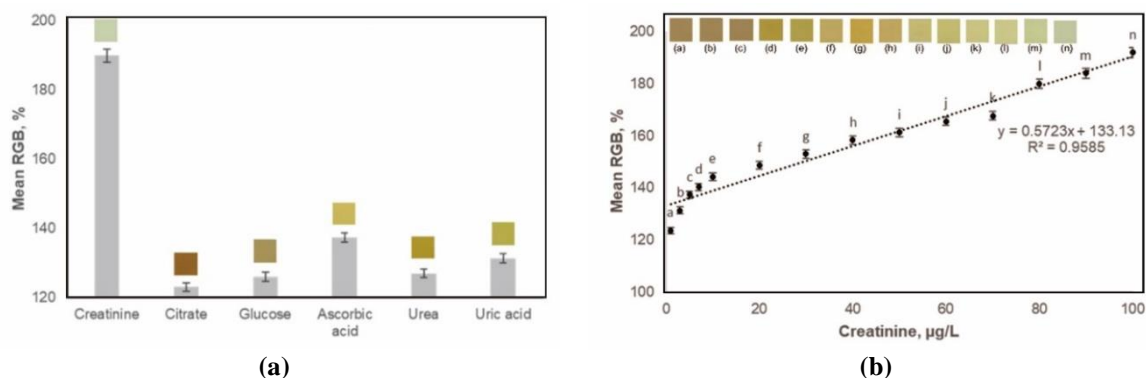 200
180
160
140
120
Mean RGB, %
Creatinine
Citrate
Glucose
Ascorbic
acid
Urea
Uric acid
(a)
200
180
160
140
120
100
Mean RGB, %
(a) (b) (c) (d) (e) (f) (g) (h) (i) (j) (k) (l) (m) (n)
a
b
c
d
e
f
g
h
i
j
k
l
m
n
y = 0.5723x + 133.13
R² = 0.9585
0 20 40 60 80 100
Creatinine, µg/L
(b)